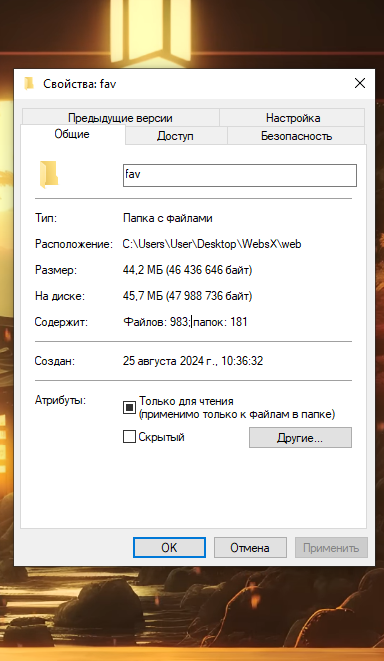 Свойства: fav
Предыдущие версии
Настройка
Общие
Доступ
Безопасность
fav
Тип: Папка с файлами
Расположение: C:\Users\User\Desktop\WebsX\web
Размер: 44,2 МБ (46 436 646 байт)
На диске: 45,7 МБ (47 988 736 байт)
Содержит: Файлов: 983; папок: 181
Создан: 25 августа 2024 г., 10:36:32
Атрибуты: Только для чтения
(применимо только к файлам в папке)
Скрытый
Другие...
OK
Отмена
Применить